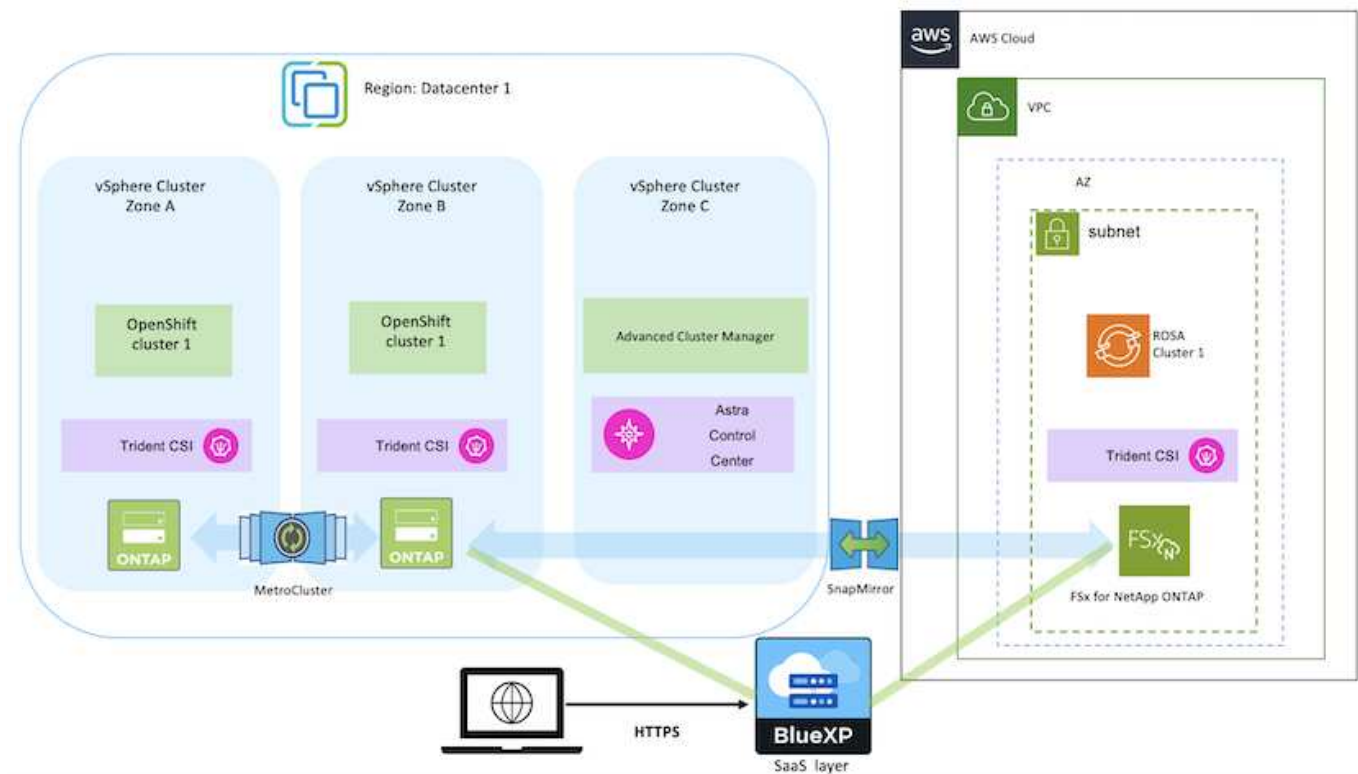 aws
AWS Cloud
Region: Datacenter 1
VPC
vSphere Cluster
Zone A
vSphere Cluster
Zone B
vSphere Cluster
Zone C
AZ
subnet
OpenShift
cluster 1
OpenShift
cluster 1
Advanced Cluster Manager
ROSA
Cluster 1
Trident CSI
Trident CSI
Astra
Control
Center
Trident CSI
ONTAP
MetroCluster
ONTAP
SnapMirror
FSx
N
FSx for NetApp ONTAP
HTTPS
BlueXP
SaaS layer